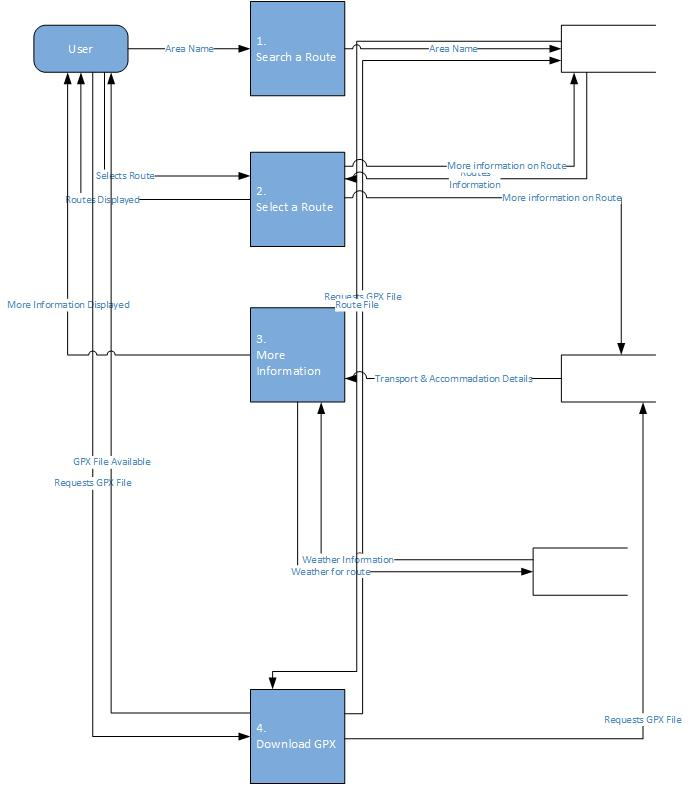 User
Area Name
1.
Search a Route
Area Name
Selects Route
Routes Displayed
2.
Select a Route
More information on Route
Routes
Information
More information on Route
More Information Displayed
Requests GPX File
Route File
3.
More
Information
Transport & Accommadation Details
GPX File Available
Requests GPX File
Weather Information
Weather for route
4.
Download GPX
Requests GPX File